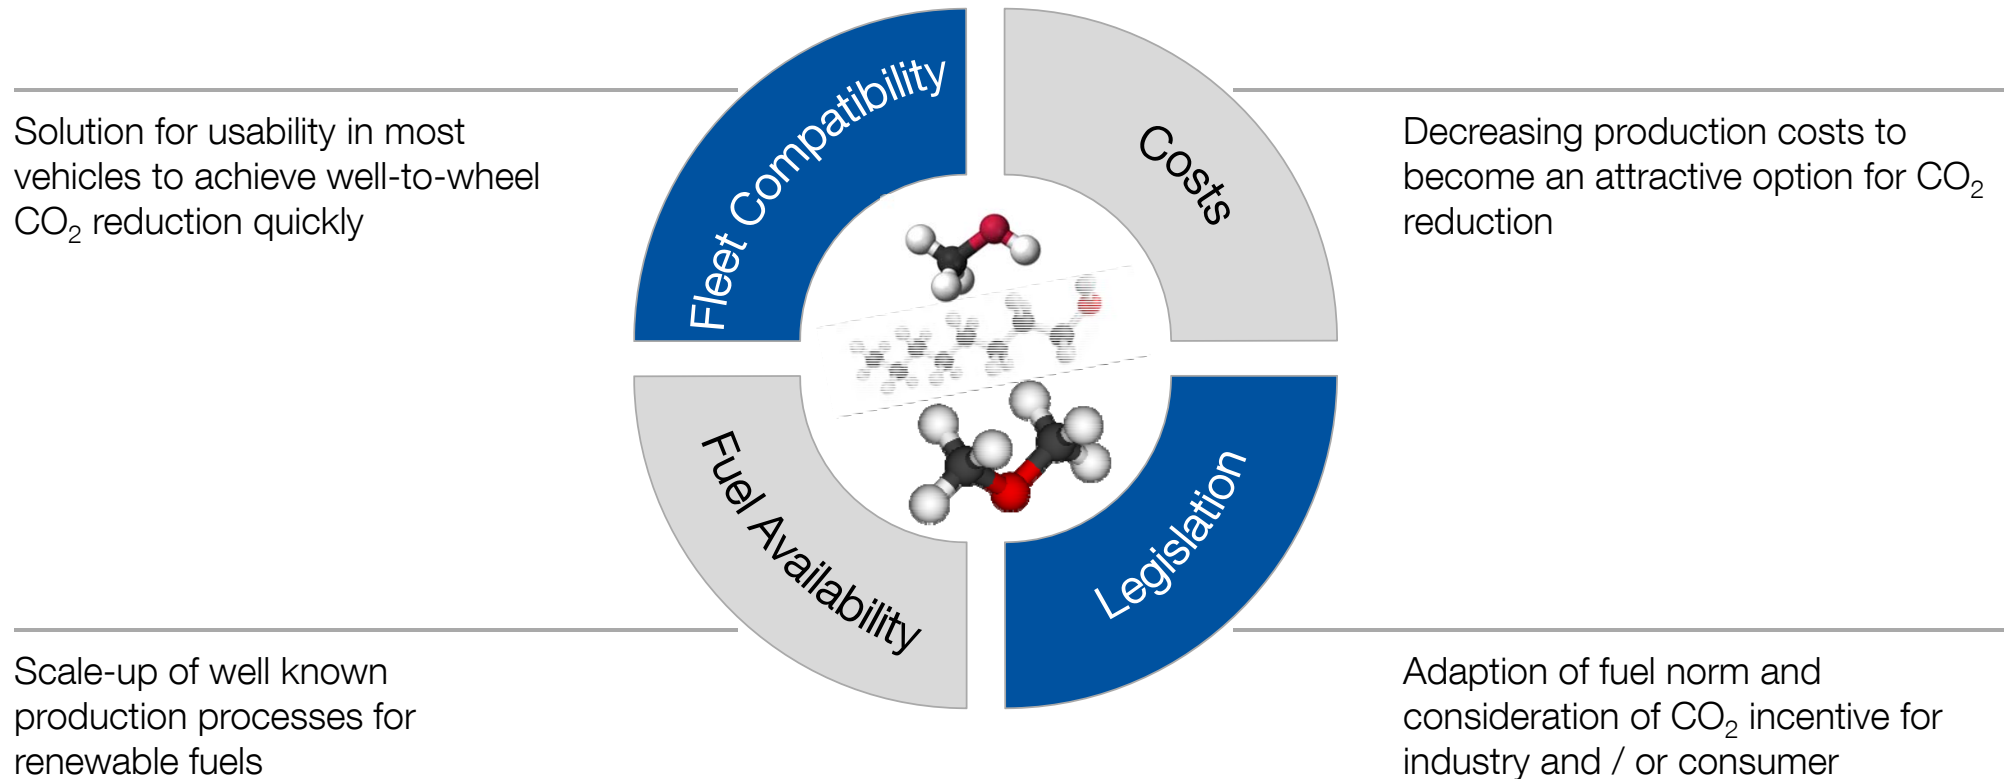 Fleet Compatibility
Solution for usability in most
vehicles to achieve well-to-wheel
CO₂ reduction quickly
Costs
Decreasing production costs to
become an attractive option for CO₂
reduction
Fuel Availability
Scale-up of well known
production processes for
renewable fuels
Legislation
Adaption of fuel norm and
consideration of CO₂ incentive for
industry and / or consumer